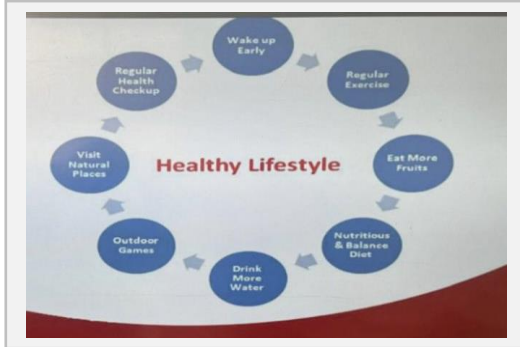 Wake up
Early
Regular
Exercise
Eat More
Fruits
Nutritious
& Balance
Diet
Drink
More
Water
Outdoor
Games
Visit
Natural
Places
Regular
Health
Checkup
Healthy Lifestyle